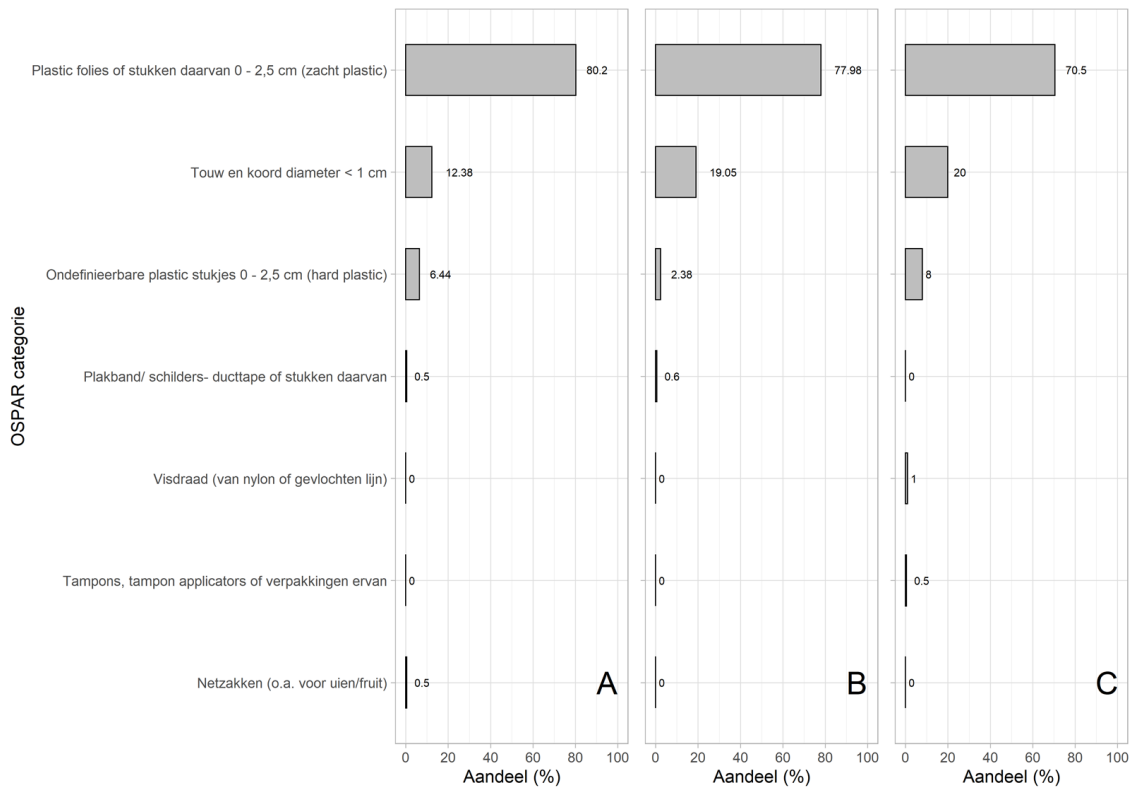 OSPAR categorie
Plastic folies of stukken daarvan 0 - 2,5 cm (zacht plastic)
80.2
77.98
70.5
Touw en koord diameter < 1 cm
12.38
19.05
20
Ondefinieerbare plastic stukjes 0 - 2,5 cm (hard plastic)
6.44
2.38
8
Plakband/ schilders- ducttape of stukken daarvan
0.5
0.6
0
Visdraad (van nylon of gevlochten lijn)
0
0
1
Tampons, tampon applicators of verpakkingen ervan
0
0
0.5
Netzakken (o.a. voor uien/fruit)
0.5
A
0
B
0
C
0 20 40 60 80 100
0 20 40 60 80 100
0 20 40 60 80 100
Aandeel (%)
Aandeel (%)
Aandeel (%)